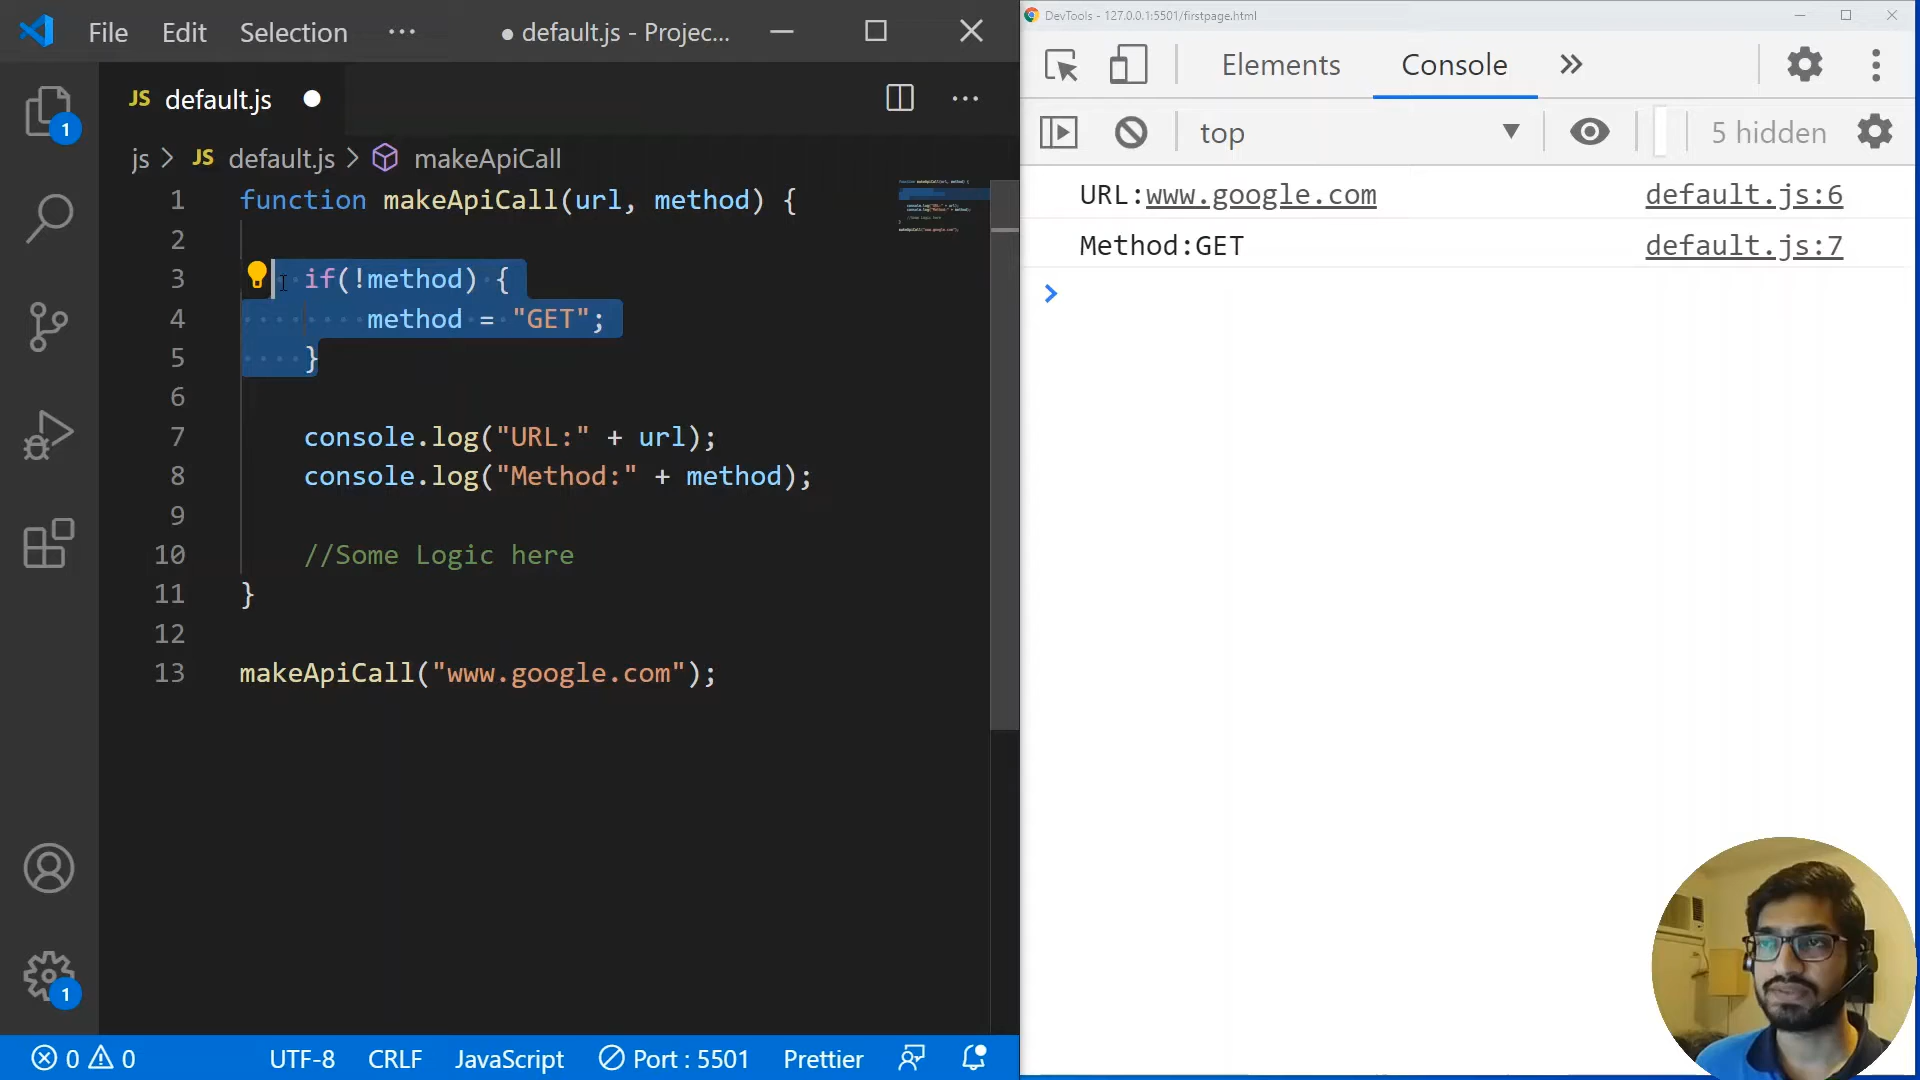 File Edit Selection ··· ● default.js - Projec...
JS default.js ●
js > JS default.js > makeApiCall
1 function makeApiCall(url, method) {
2
3 if(!method) {
4 method = "GET";
5 }
6
7 console.log("URL:" + url);
8 console.log("Method:" + method);
9
10 //Some Logic here
11 }
12
13 makeApiCall("www.google.com");
1
1
0 0 UTF-8 CRLF JavaScript Port : 5501 Prettier
DevTools - 127.0.0.1:5501/firstpage.html
Elements Console »
top 5 hidden
URL:www.google.com default.js:6
Method:GET default.js:7